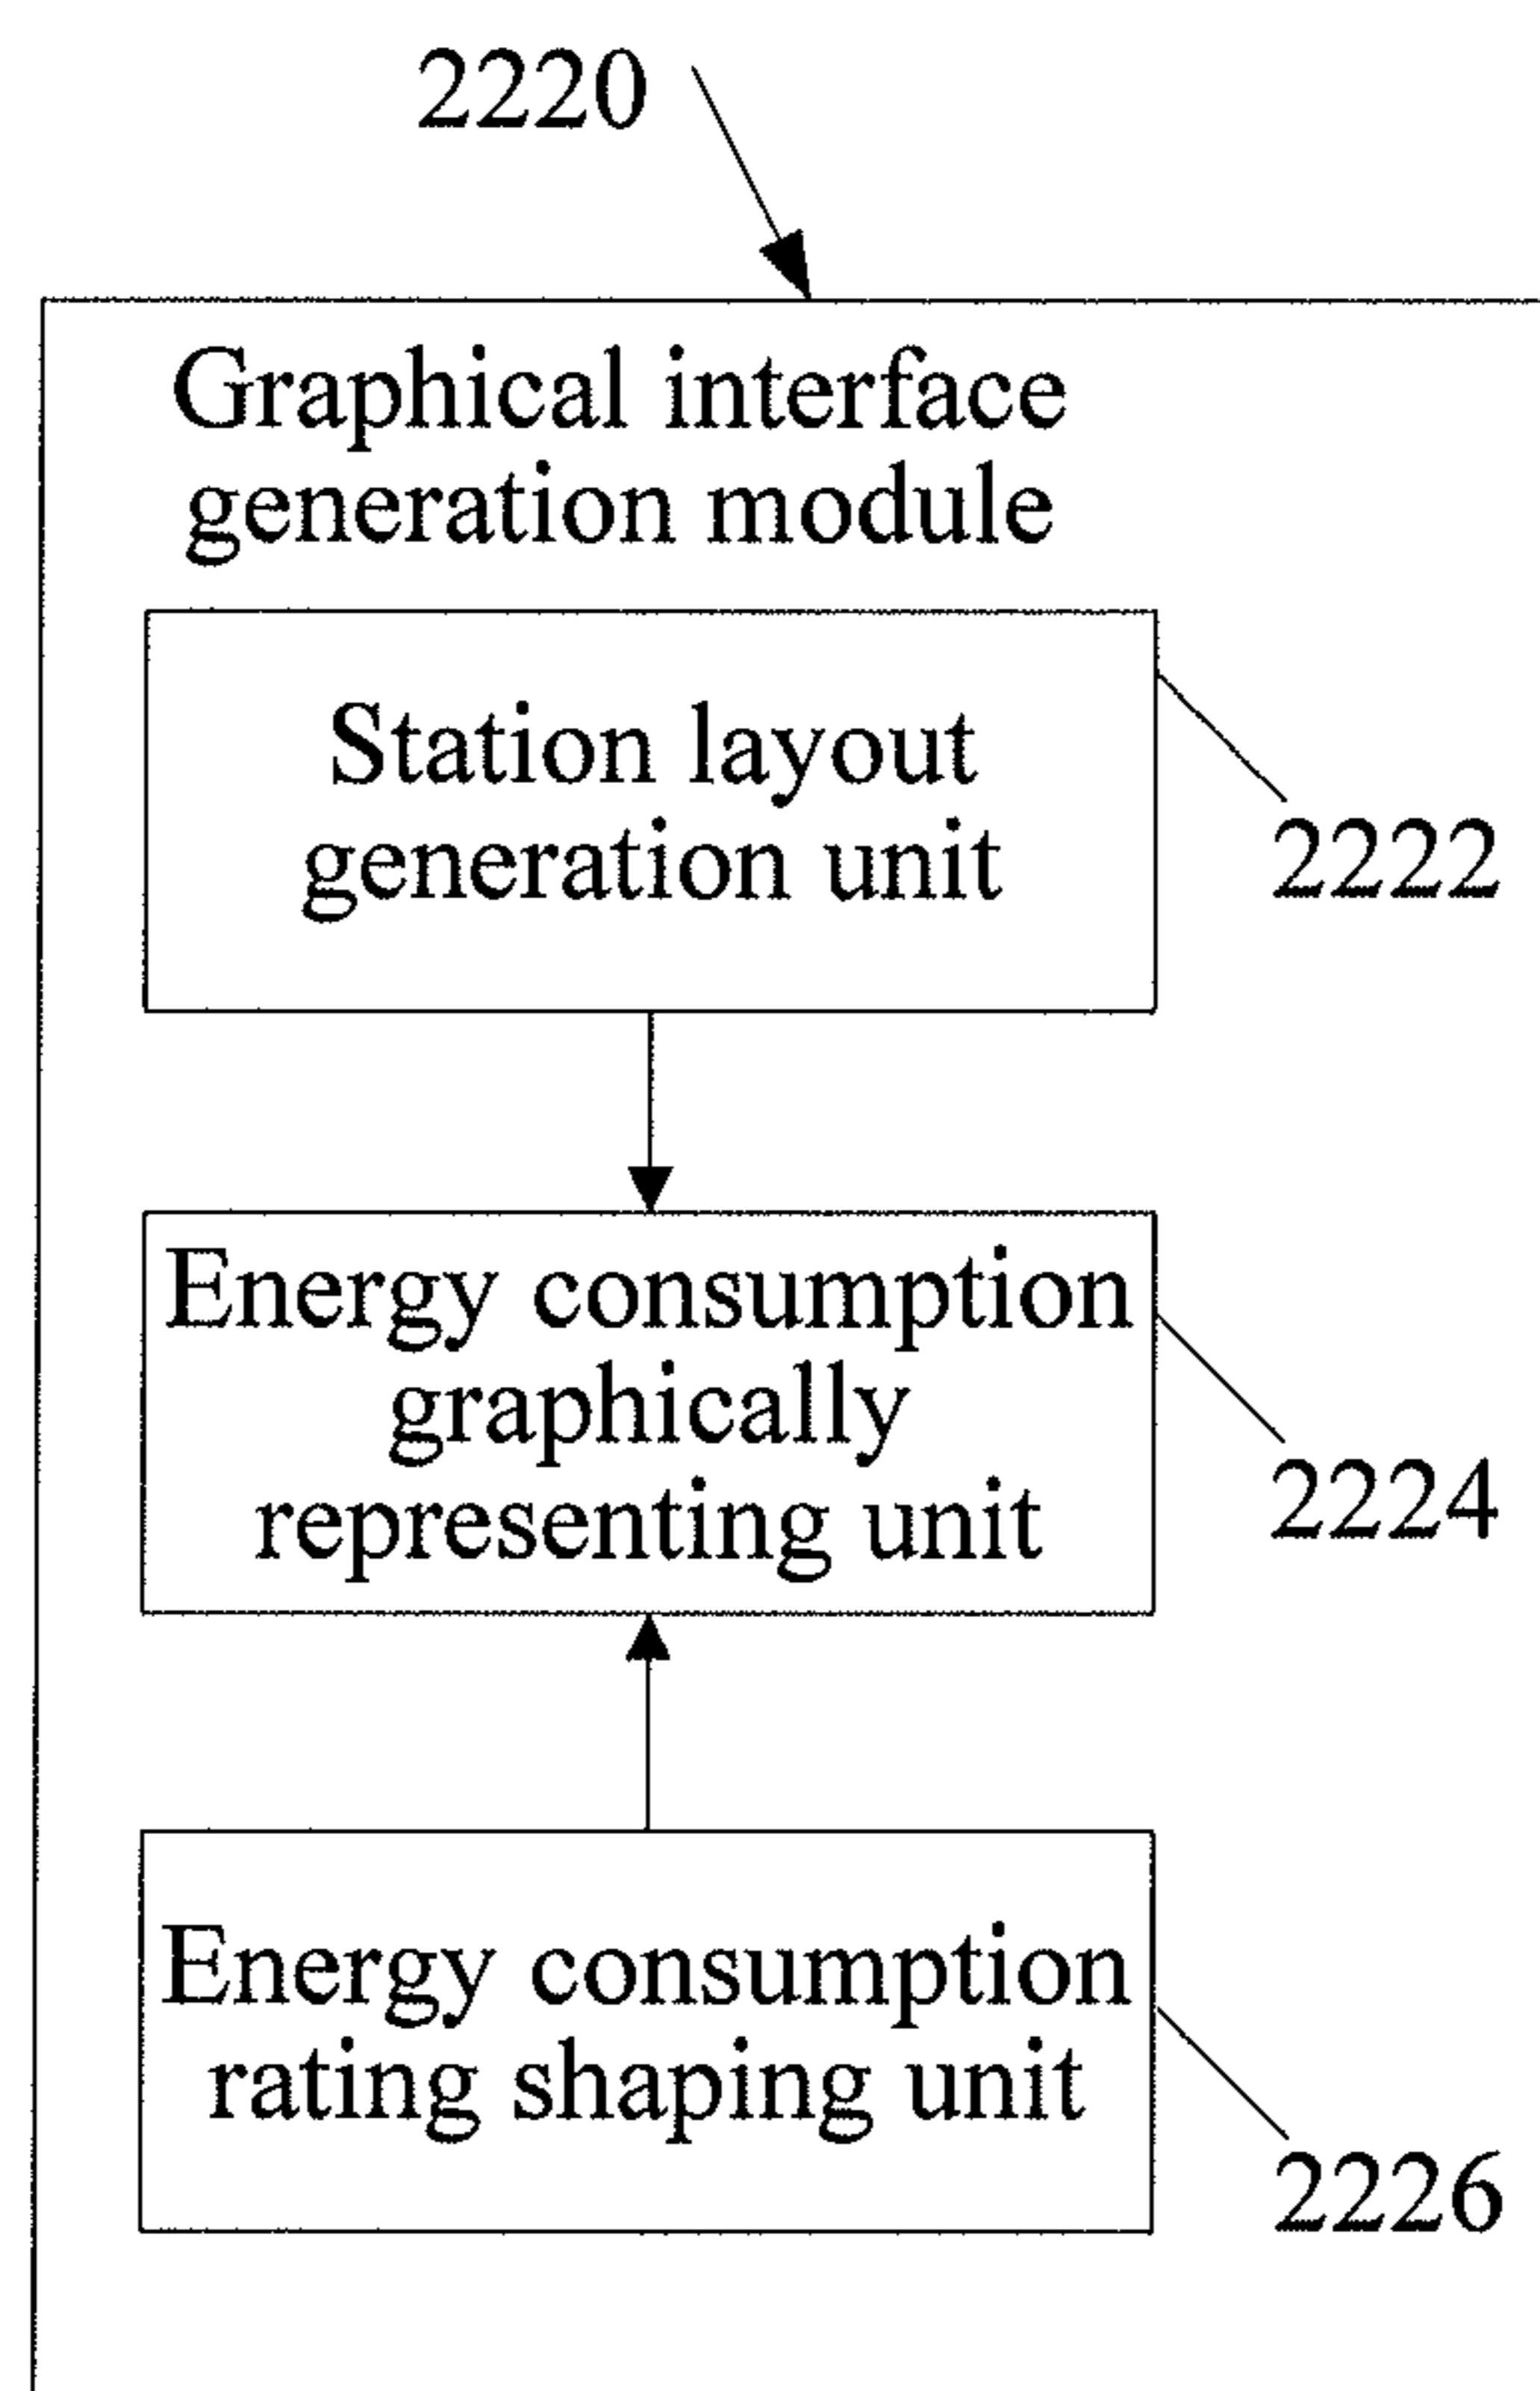 2220
Graphical interface
generation module
Station layout
generation unit
2222
Energy consumption
graphically
representing unit
2224
Energy consumption
rating shaping unit
2226